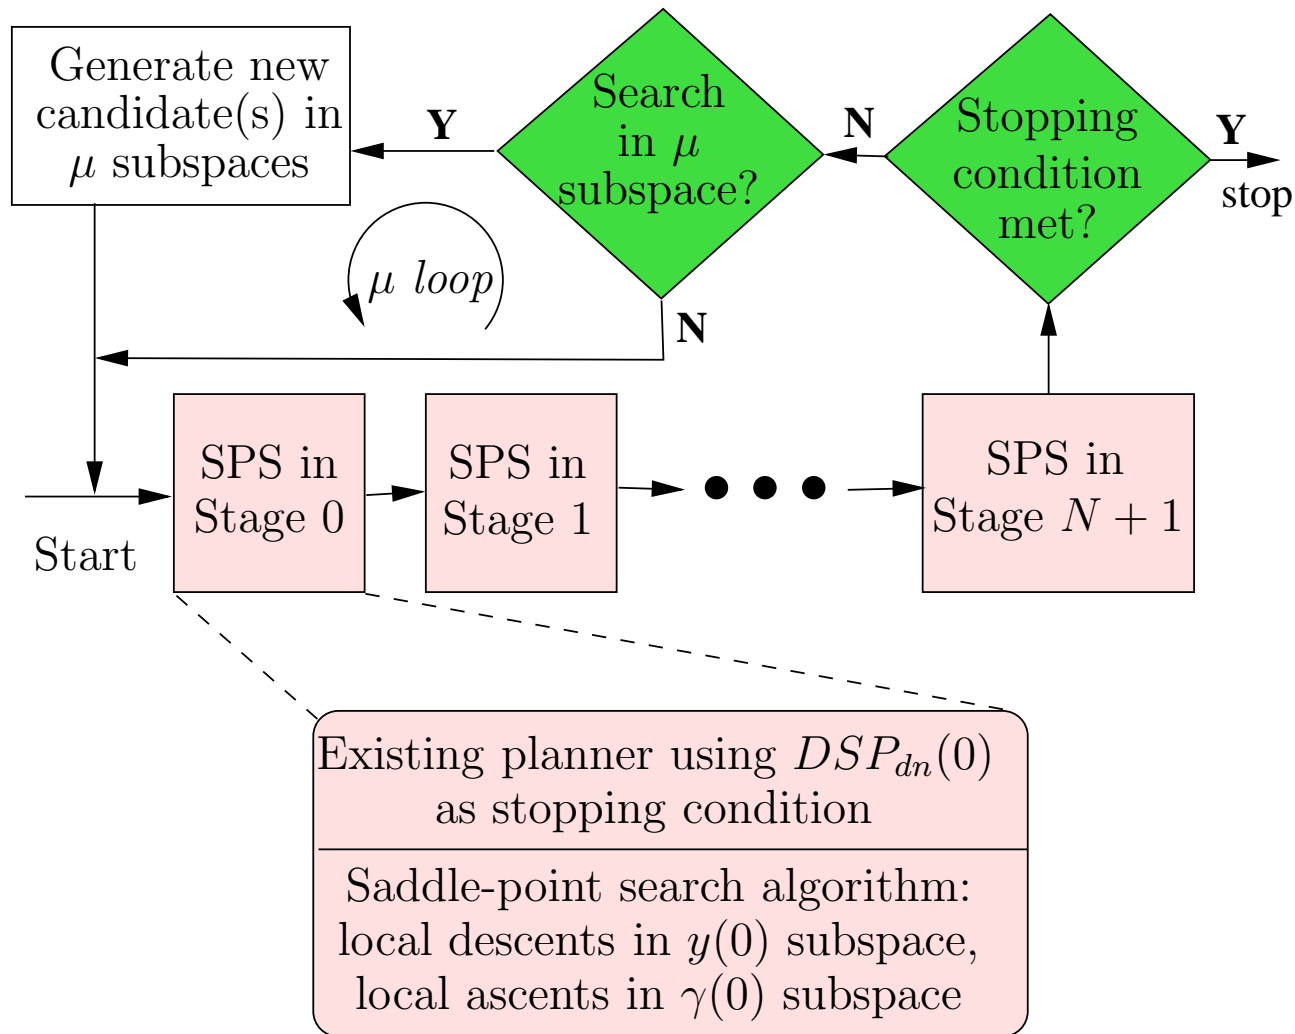 Generate new
candidate(s) in
μ subspaces
Y
Search
in μ
subspace?
N
Stopping
condition
met?
Y
stop
μ loop
N
Start
SPS in
Stage 0
SPS in
Stage 1
SPS in
Stage N + 1
Existing planner using DSP_{dn}(0)
as stopping condition
Saddle-point search algorithm:
local descents in y(0) subspace,
local ascents in γ(0) subspace